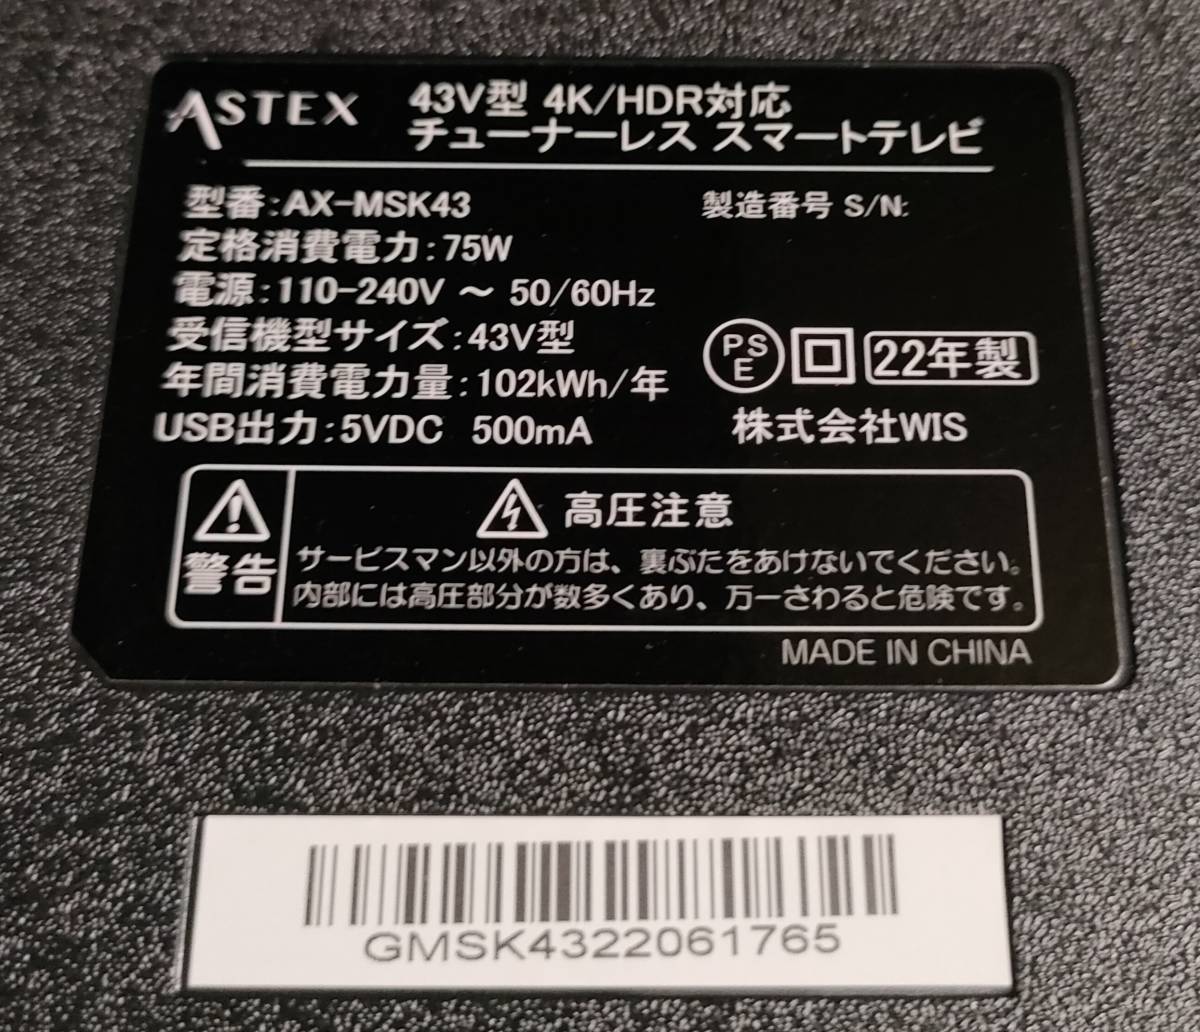 ASTEX
43V型 4K/HDR対応
チューナーレス スマートテレビ
型番:AX-MSK43
製造番号 S/N:
定格消費電力:75W
電源:110-240V ～ 50/60Hz
受信機型サイズ:43V型
年間消費電力量:102kWh/年
USB出力:5VDC 500mA
PS
E
22年製
株式会社WIS
警告
高圧注意
サービスマン以外の方は、裏ぶたをあけないでください。
内部には高圧部分が数多くあり、万一さわると危険です。
MADE IN CHINA
GMSK4322061765